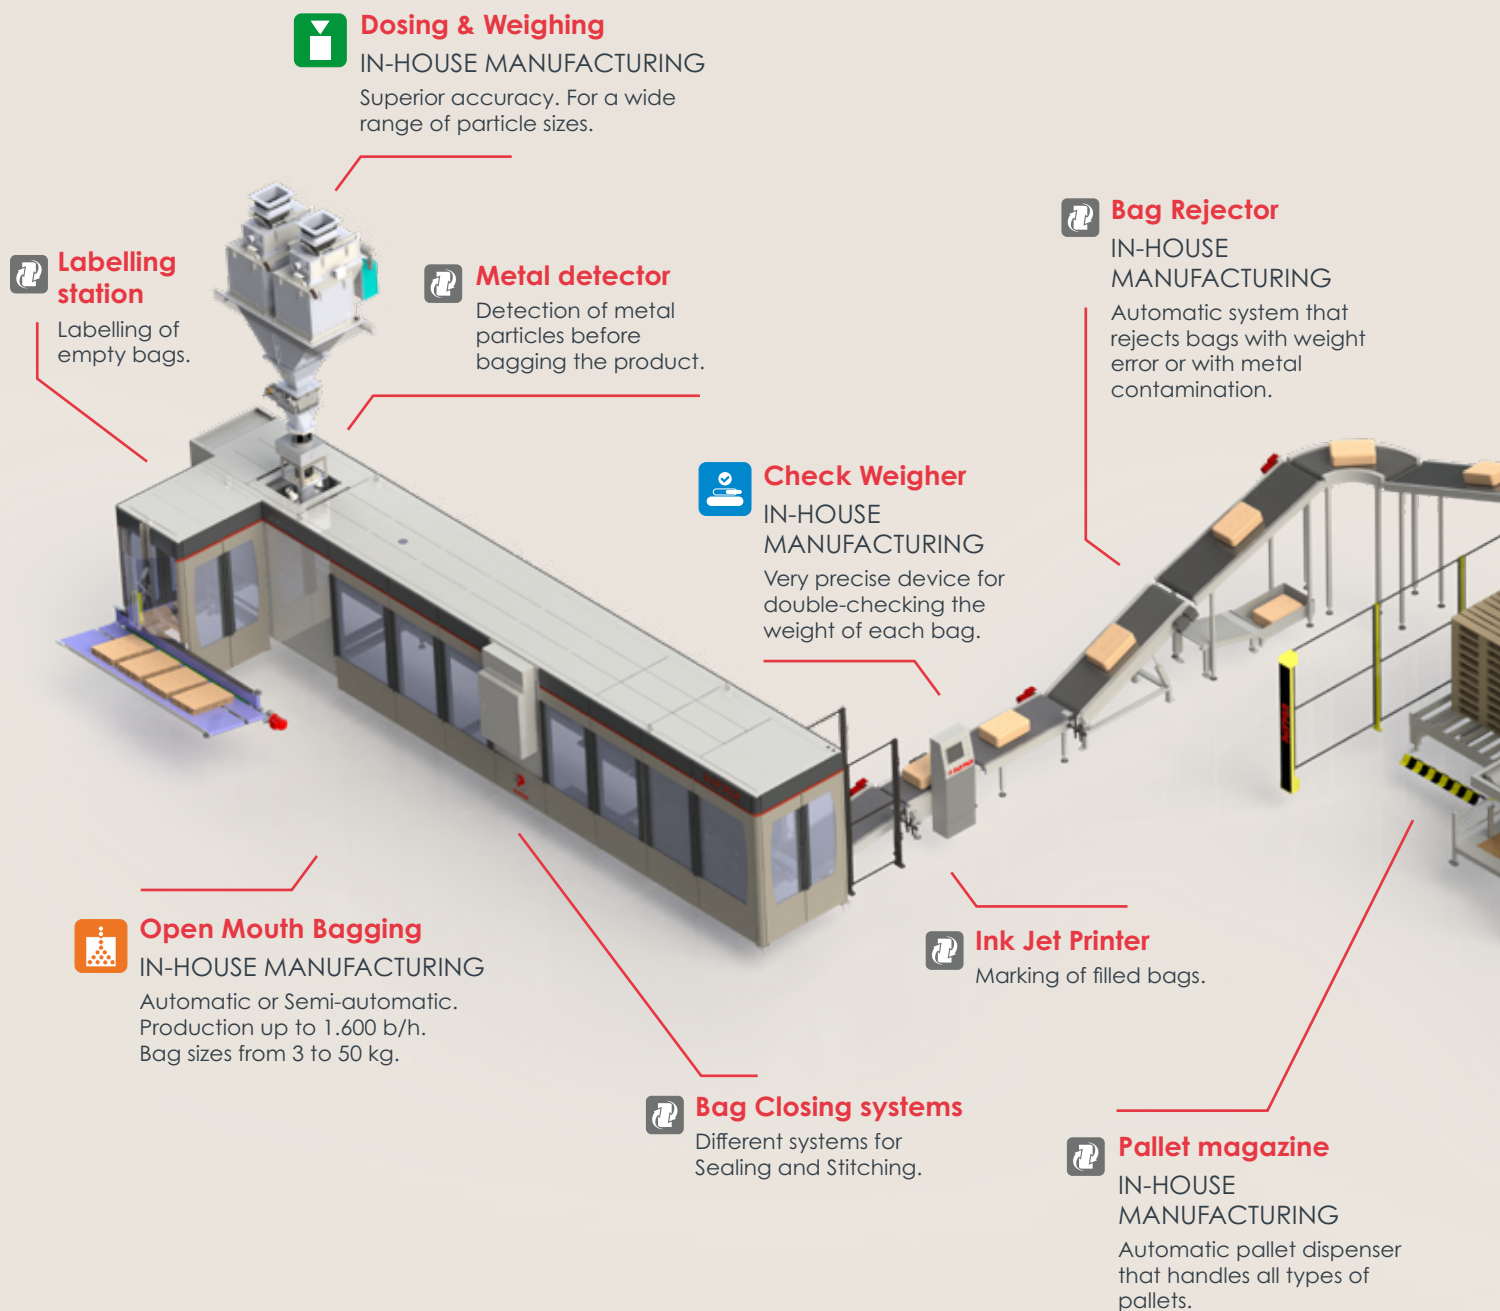 Dosing & Weighing
IN-HOUSE MANUFACTURING
Superior accuracy. For a wide
range of particle sizes.
Labelling
station
Labelling of
empty bags.
Metal detector
Detection of metal
particles before
bagging the product.
Bag Rejector
IN-HOUSE
MANUFACTURING
Automatic system that
rejects bags with weight
error or with metal
contamination.
Check Weigher
IN-HOUSE
MANUFACTURING
Very precise device for
double-checking the
weight of each bag.
Open Mouth Bagging
IN-HOUSE MANUFACTURING
Automatic or Semi-automatic.
Production up to 1.600 b/h.
Bag sizes from 3 to 50 kg.
Ink Jet Printer
Marking of filled bags.
Bag Closing systems
Different systems for
Sealing and Stitching.
Pallet magazine
IN-HOUSE
MANUFACTURING
Automatic pallet dispenser
that handles all types of
pallets.